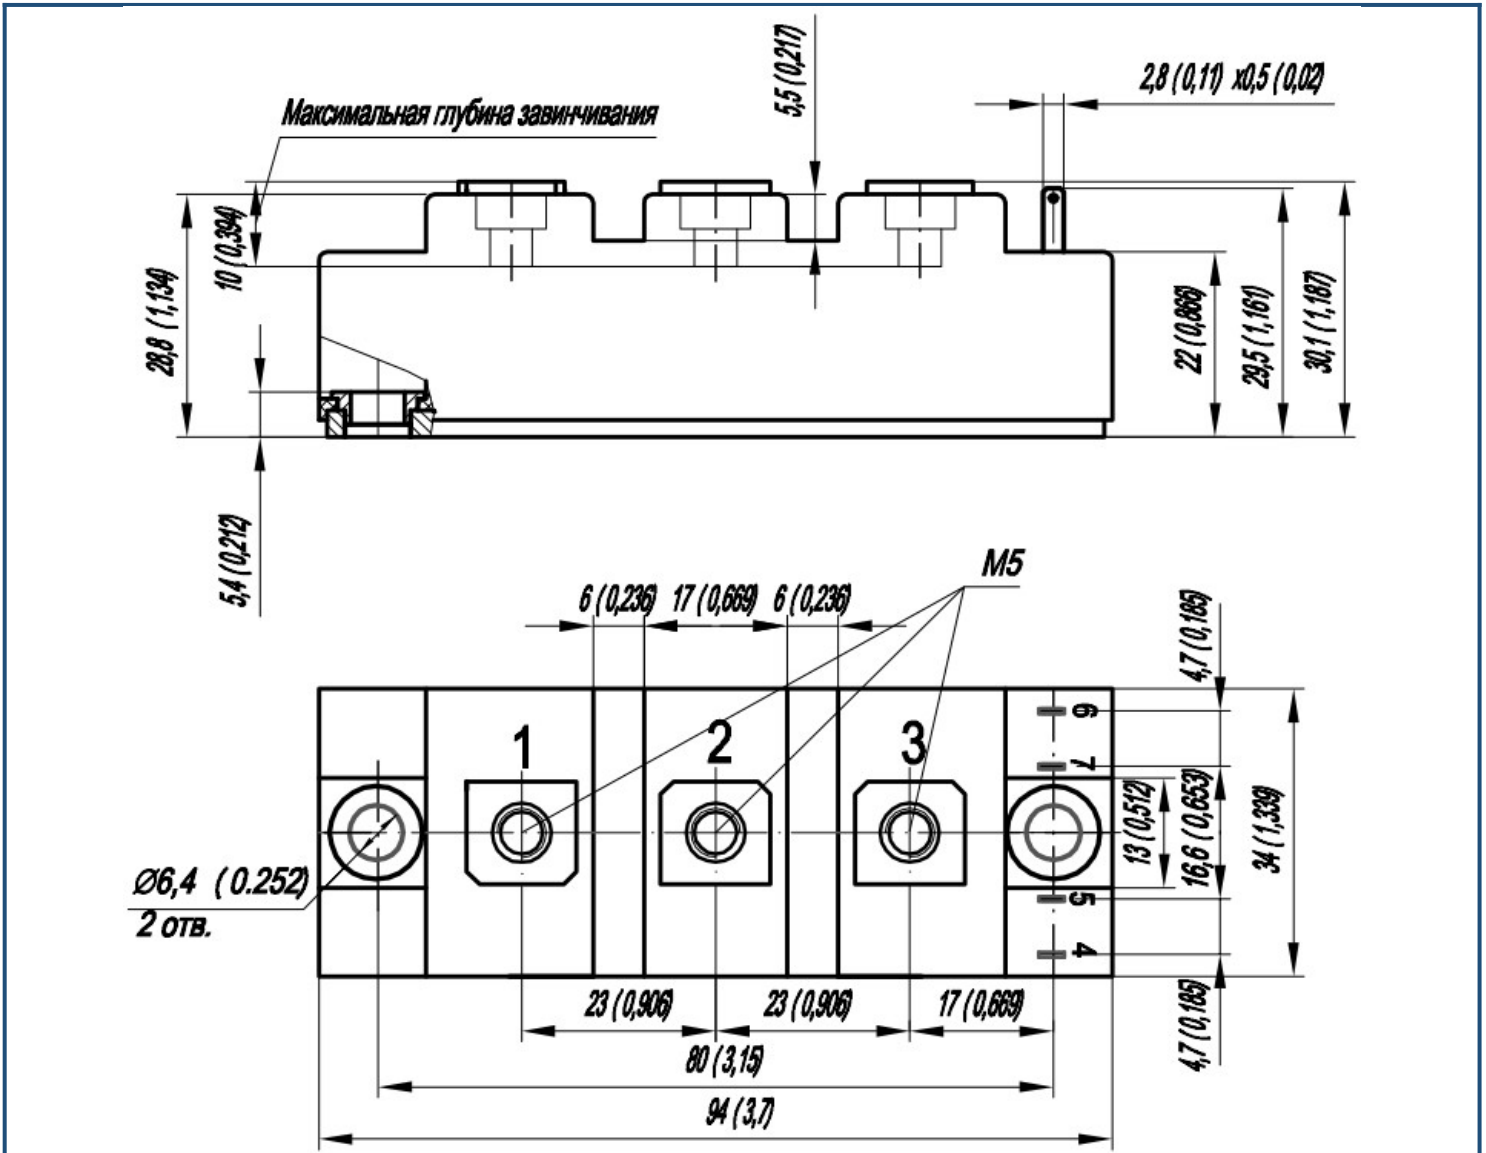 5,5 (0,217)
2,8 (0,11) x0,5 (0,02)
Максимальная глубина завинчивания
10 (0,394)
28,8 (1,134)
22 (0,866)
29,5 (1,161)
30,1 (1,187)
5,4 (0,212)
M5
6 (0,236) 17 (0,669) 6 (0,236)
4,7 (0,185)
1 2 3
6
7
13 (0,512)
16,6 (0,653)
34 (1,339)
Ø6,4 (0.252)
2 отв.
5
4
23 (0,906) 23 (0,906) 17 (0,669)
4,7 (0,185)
80 (3,15)
94 (3,7)